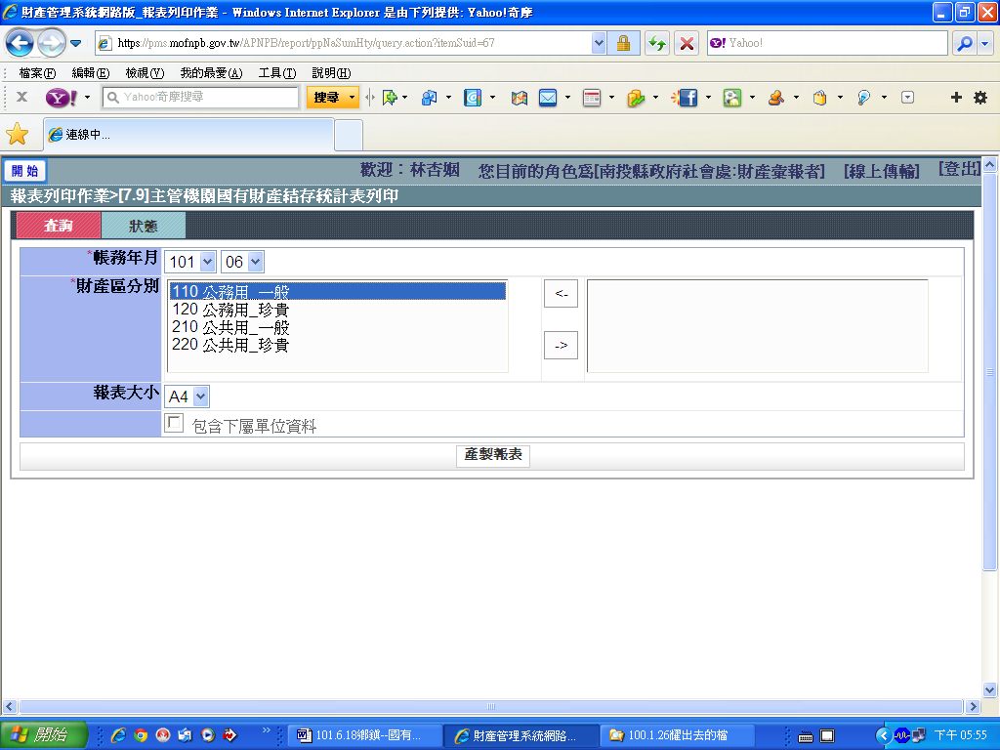 財產管理系統網路版_報表列印作業 - Windows Internet Explorer 是由下列提供: Yahoo!奇摩
https://pms.mofnpb.gov.tw/APNPB/report/ppNaSumHty/query.action?itemSuid=67
Yahoo!
檔案(F) 編輯(E) 檢視(V) 我的最愛(A) 工具(T) 說明(H)
X Y! Yahoo!奇摩搜尋 搜尋
連線中...
開始 歡迎：林杏姻 您目前的角色為[南投縣政府社會處:財產彙報者] [線上傳輸] [登出]
報表列印作業>[7.9]主管機關國有財產結存統計表列印
查詢 狀態
*帳務年月 101 06
*財產區分別
110 公務用_一般
120 公務用_珍貴
210 公共用_一般
220 公共用_珍貴
<-
->
報表大小 A4
包含下屬單位資料
產製報表
開始 101.6.18鄉鎮--國有... 財產管理系統網路... 100.1.26擢出去的檔 下午 05:55